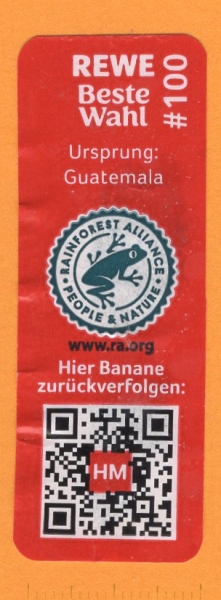 REWE
Beste
Wahl
#100
Ursprung:
Guatemala
RAINFOREST ALLIANCE
PEOPLE & NATURE
www.ra.org
Hier Banane
zurückverfolgen:
HM